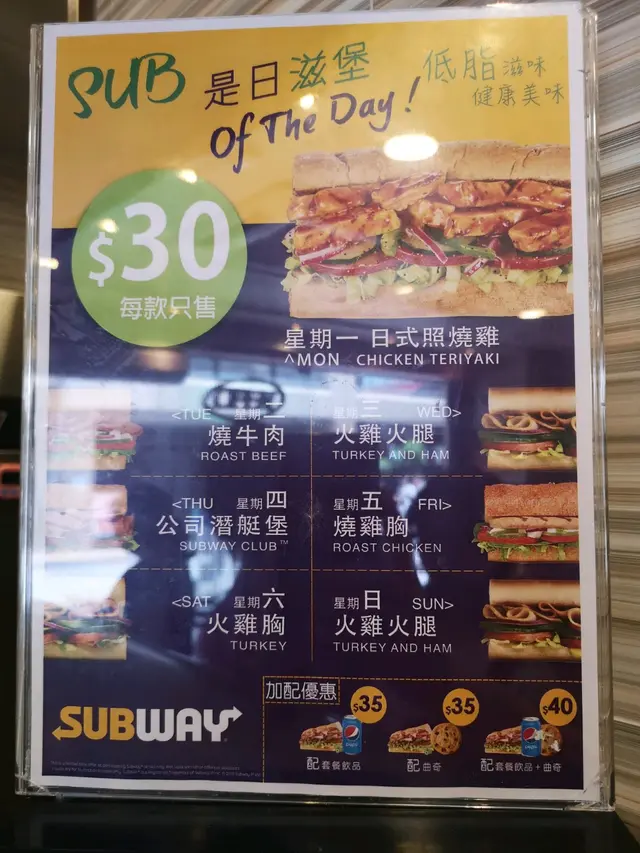 SUB 是日滋堡
Of The Day!
低脂滋味
健康美味
$30
每款只售
星期一 日式照燒雞
^MON CHICKEN TERIYAKI
<TUE 星期二
燒牛肉
ROAST BEEF
星期三 WED>
火雞火腿
TURKEY AND HAM
<THU 星期四
公司潛艇堡
SUBWAY CLUB™
星期五 FRI>
燒雞胸
ROAST CHICKEN
<SAT 星期六
火雞胸
TURKEY
星期日 SUN>
火雞火腿
TURKEY AND HAM
SUBWAY
加配優惠
$35
配 套餐飲品
$35
配 曲奇
$40
配 套餐飲品+曲奇
pepsi